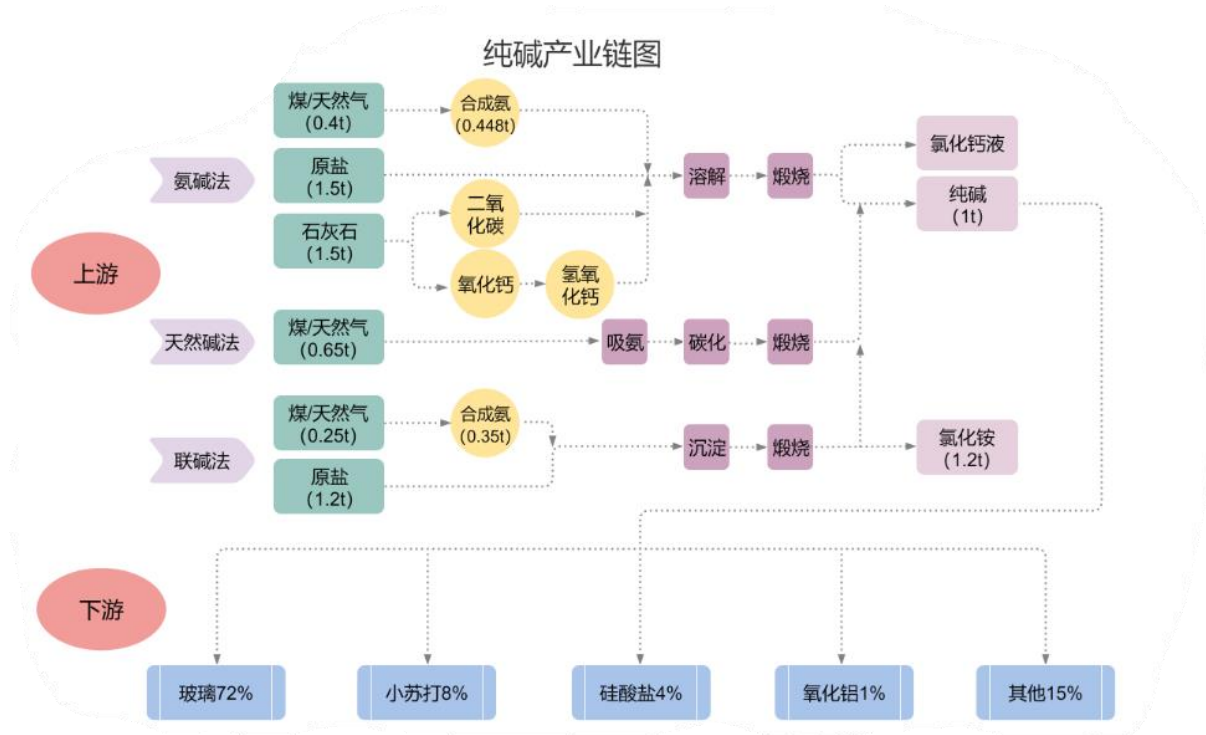 纯碱产业链图
煤/天然气
(0.4t)
合成氨
(0.448t)
氨碱法
原盐
(1.5t)
石灰石
(1.5t)
二氧
化碳
氧化钙
氢氧
化钙
溶解
煅烧
氯化钙液
纯碱
(1t)
上游
天然碱法
煤/天然气
(0.65t)
吸氨
碳化
煅烧
联碱法
煤/天然气
(0.25t)
合成氨
(0.35t)
原盐
(1.2t)
沉淀
煅烧
氯化铵
(1.2t)
下游
玻璃72%
小苏打8%
硅酸盐4%
氧化铝1%
其他15%